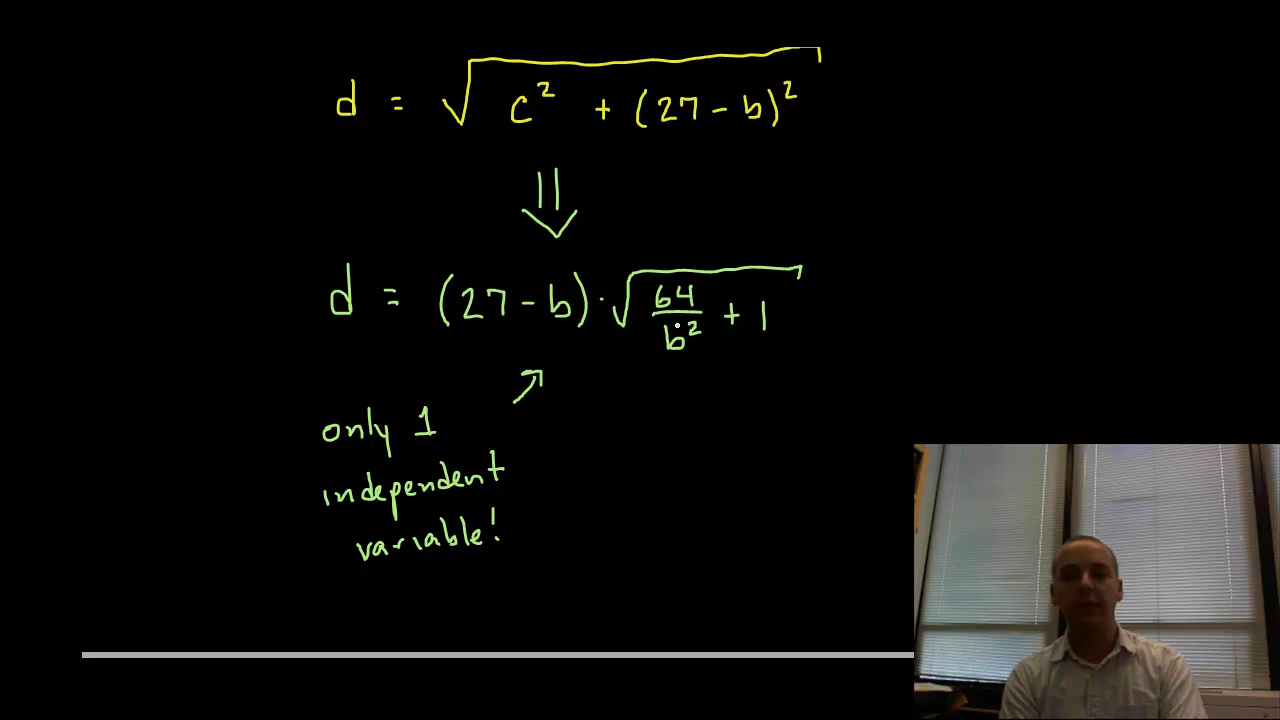 d = √(c² + (27 - b)²)
⇓
d = (27 - b) · √(64/b² + 1)
only 1
independent
variable!